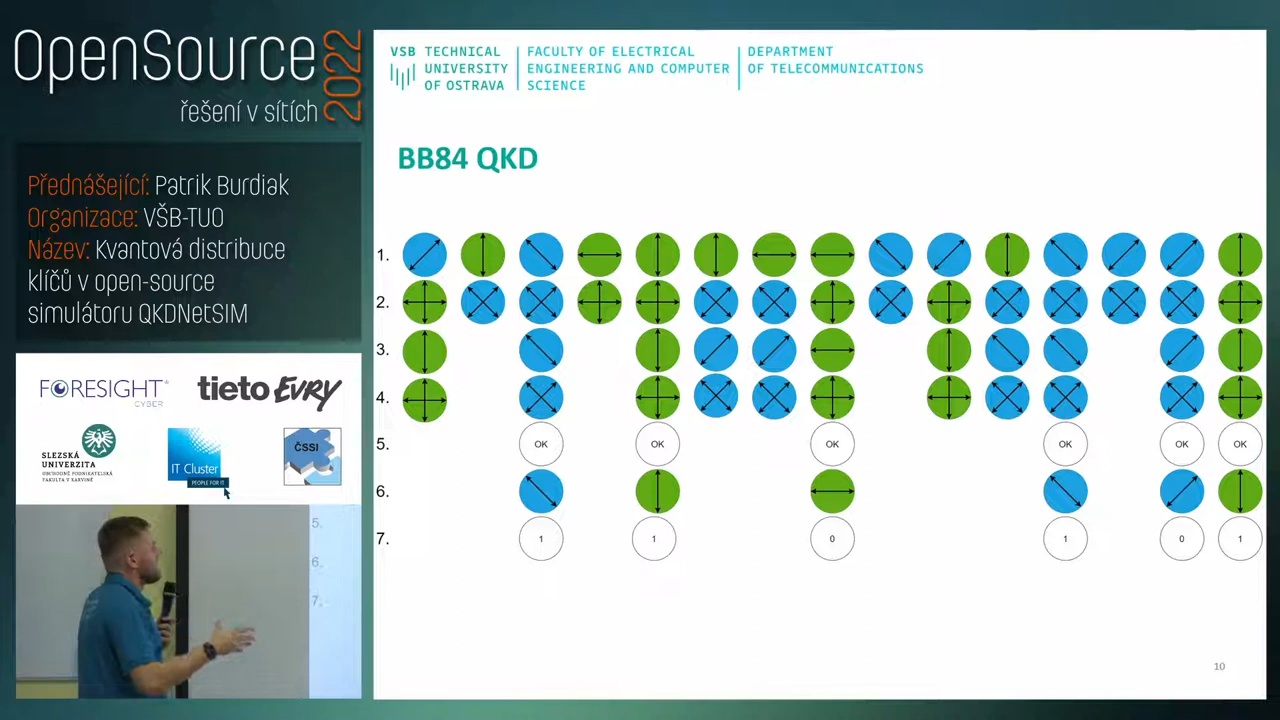 OpenSource
2022
řešení v sítích
Přednášející: Patrik Burdiak
Organizace: VŠB-TUO
Název: Kvantová distribuce
klíčů v open-source
simulátoru QKDNetSIM
FORESIGHT
CYBER
tieto EVRY
SLEZSKÁ
UNIVERZITA
OBCHODNĚ PODNIKATELSKÁ
FAKULTA V KARVINÉ
IT Cluster
PEOPLE FOR IT
ČSSI
5.
6.
7.
VSB TECHNICAL
UNIVERSITY
OF OSTRAVA
FACULTY OF ELECTRICAL
ENGINEERING AND COMPUTER
SCIENCE
DEPARTMENT
OF TELECOMMUNICATIONS
BB84 QKD
1.
2.
3.
4.
5. OK OK OK OK OK OK
6.
7. 1 1 0 1 0 1
10